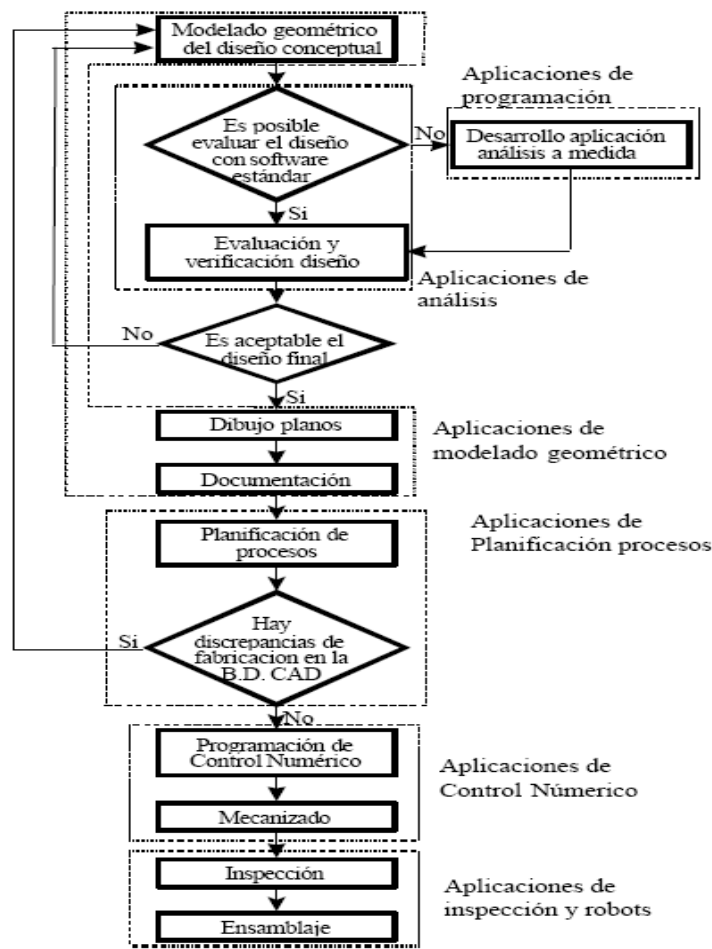 Modelado geométrico
del diseño conceptual
Aplicaciones de
programación
Es posible
evaluar el diseño
con software
estándar
No
Desarrollo aplicación
análisis a medida
Si
Evaluación y
verificación diseño
Aplicaciones de
análisis
No
Es aceptable el
diseño final
Si
Dibujo planos
Aplicaciones de
modelado geométrico
Documentación
Aplicaciones de
Planificación procesos
Planificación de
procesos
Si
Hay
discrepancias de
fabricacion en la
B.D. CAD
No
Programación de
Control Numérico
Aplicaciones de
Control Númerico
Mecanizado
Inspección
Aplicaciones de
inspección y robots
Ensamblaje